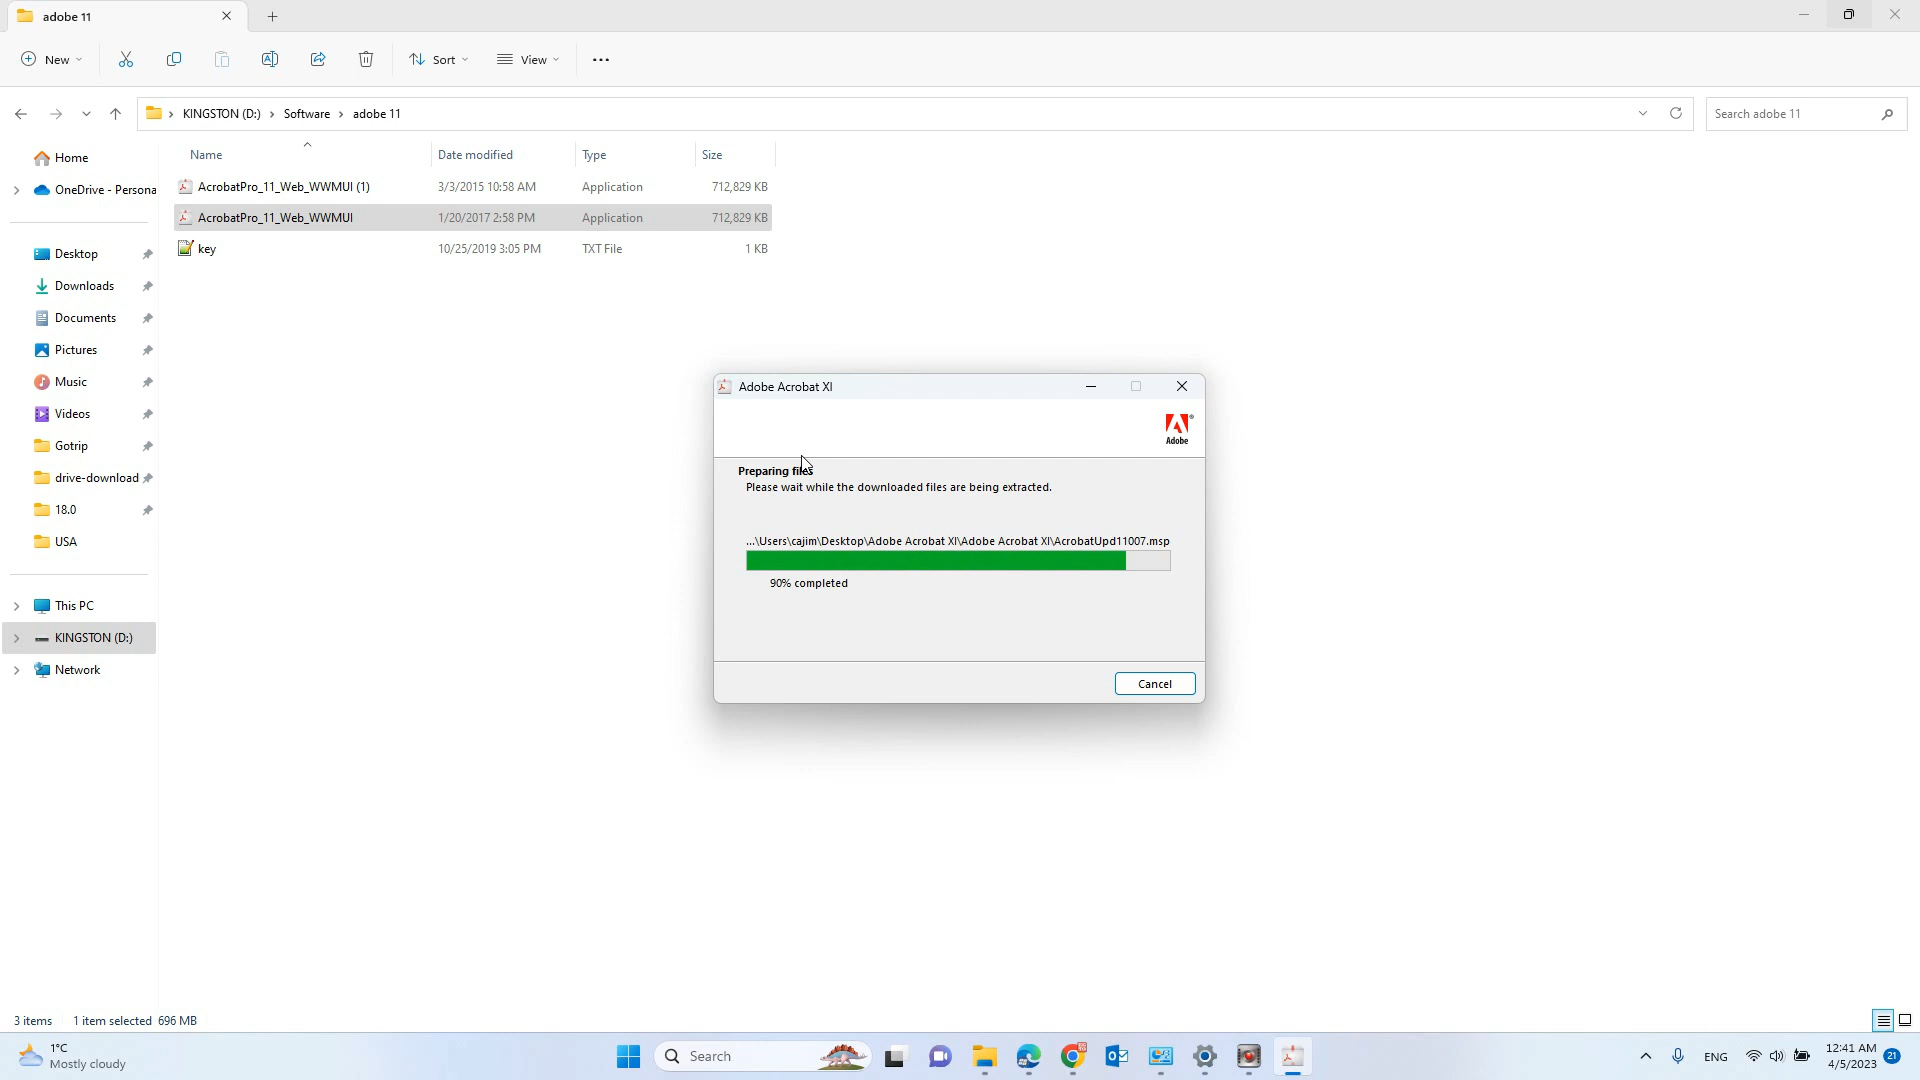 adobe 11
New
Sort
View
KINGSTON (D:) > Software > adobe 11
Search adobe 11
Name Date modified Type Size
AcrobatPro_11_Web_WWMUI (1) 3/3/2015 10:58 AM Application 712,829 KB
AcrobatPro_11_Web_WWMUI 1/20/2017 2:58 PM Application 712,829 KB
key 10/25/2019 3:05 PM TXT File 1 KB
Home
OneDrive - Persona
Desktop
Downloads
Documents
Pictures
Music
Videos
Gotrip
drive-download
18.0
USA
This PC
KINGSTON (D:)
Network
Adobe Acrobat XI
Adobe
Preparing files
Please wait while the downloaded files are being extracted.
...\Users\cajim\Desktop\Adobe Acrobat XI\Adobe Acrobat XI\AcrobatUpd11007.msp
90% completed
Cancel
3 items 1 item selected 696 MB
1°C
Mostly cloudy
Search
ENG
12:41 AM
4/5/2023
21